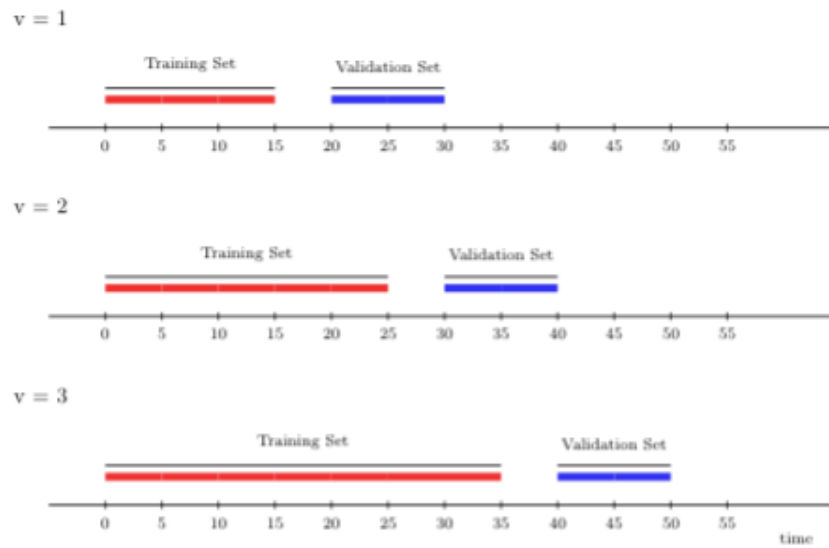 v = 1
Training Set Validation Set
0 5 10 15 20 25 30 35 40 45 50 55
v = 2
Training Set Validation Set
0 5 10 15 20 25 30 35 40 45 50 55
v = 3
Training Set Validation Set
0 5 10 15 20 25 30 35 40 45 50 55
time